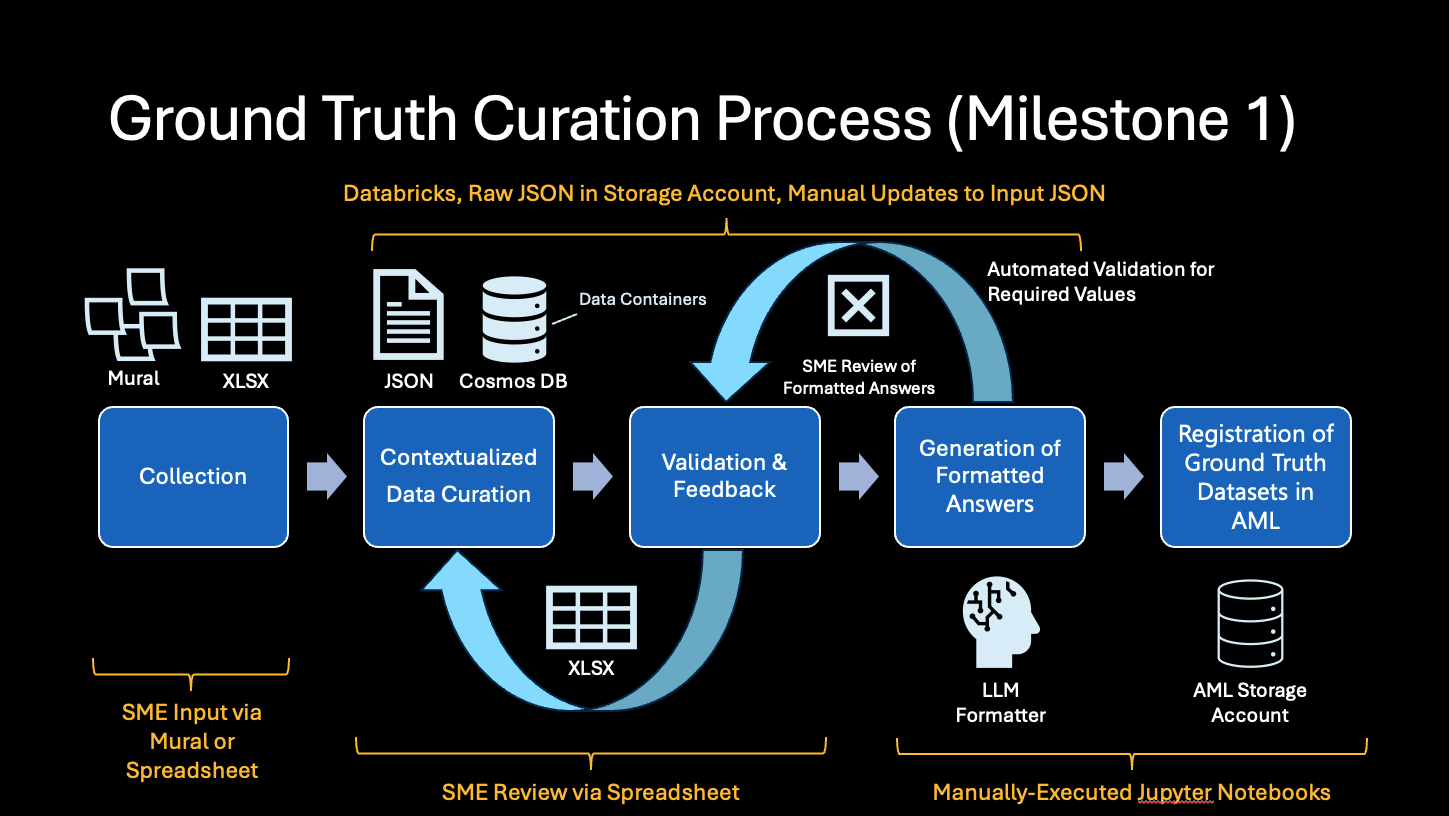 Ground Truth Curation Process (Milestone 1)
Databricks, Raw JSON in Storage Account, Manual Updates to Input JSON
Mural
XLSX
JSON
Cosmos DB
Data Containers
SME Review of
Formatted Answers
Automated Validation for
Required Values
Collection
Contextualized
Data Curation
Validation &
Feedback
Generation of
Formatted
Answers
Registration of
Ground Truth
Datasets in
AML
XLSX
LLM
Formatter
AML Storage
Account
SME Input via
Mural or
Spreadsheet
SME Review via Spreadsheet
Manually-Executed Jupyter Notebooks